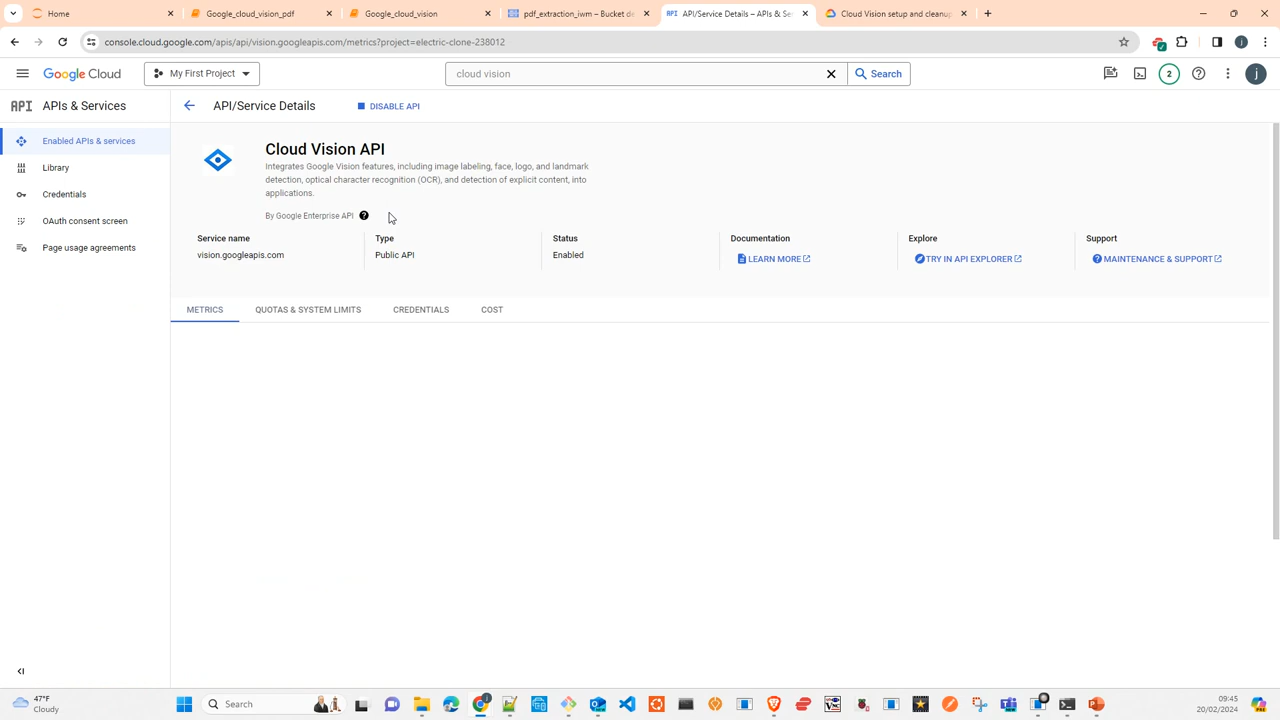 Home
Google_cloud_vision_pdf
Google_cloud_vision
pdf_extraction_iwm – Bucket de
API/Service Details – APIs & Se
Cloud Vision setup and cleanup
console.cloud.google.com/apis/api/vision.googleapis.com/metrics?project=electric-clone-238012
j
Google Cloud
My First Project
cloud vision
Search
2
j
API APIs & Services
API/Service Details
DISABLE API
Enabled APIs & services
Library
Credentials
OAuth consent screen
Page usage agreements
Cloud Vision API
Integrates Google Vision features, including image labeling, face, logo, and landmark
detection, optical character recognition (OCR), and detection of explicit content, into
applications.
By Google Enterprise API
Service name
vision.googleapis.com
Type
Public API
Status
Enabled
Documentation
LEARN MORE
Explore
TRY IN API EXPLORER
Support
MAINTENANCE & SUPPORT
METRICS
QUOTAS & SYSTEM LIMITS
CREDENTIALS
COST
47°F
Cloudy
Search
09:45
20/02/2024